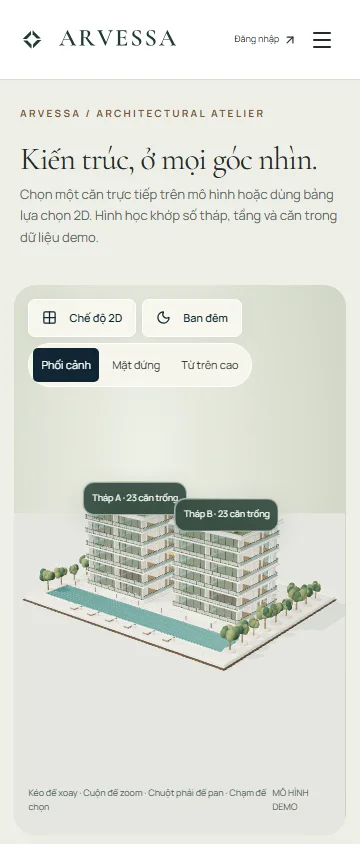 ARVESSA
Đăng nhập
ARVESSA / ARCHITECTURAL ATELIER
Kiến trúc, ở mọi góc nhìn.
Chọn một căn trực tiếp trên mô hình hoặc dùng bảng
lựa chọn 2D. Hình học khớp số tháp, tầng và căn trong
dữ liệu demo.
Chế độ 2D
Ban đêm
Phối cảnh
Mặt đứng
Từ trên cao
Tháp A · 23 căn trống
Tháp B · 23 căn trống
Kéo để xoay · Cuộn để zoom · Chuột phải để pan · Chạm để
chọn
MÔ HÌNH
DEMO